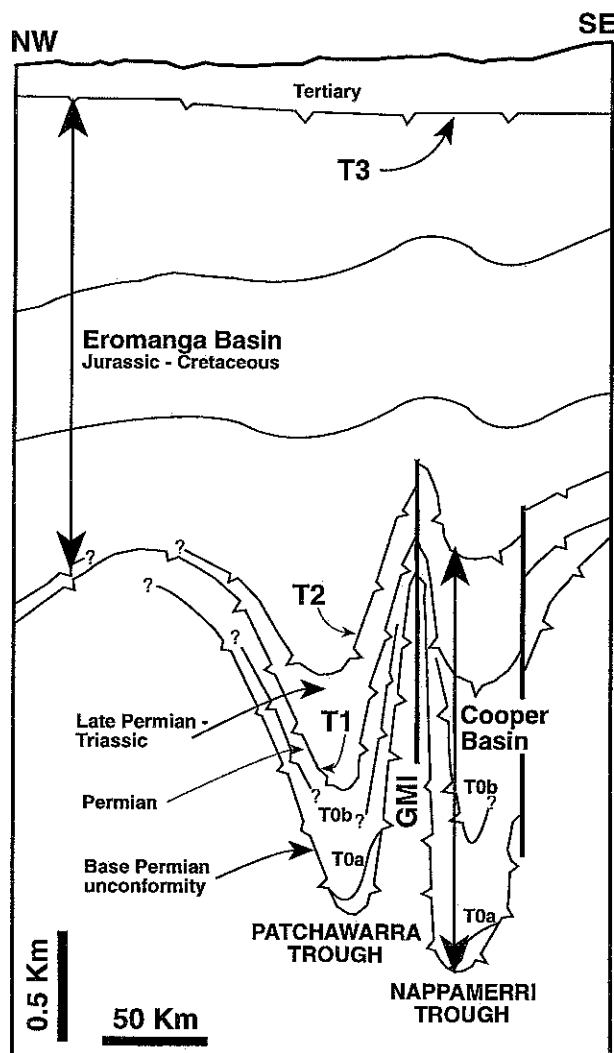 NW
SE
Tertiary
T3
Eromanga Basin
Jurassic - Cretaceous
?
?
?
?
T2
Late Permian -
Triassic
T1
Cooper
Basin
Permian
GMI
?
T0b
?
T0b
?
Base Permian
unconformity
T0a
T0a
PATCHAWARRA
TROUGH
NAPPAMERRI
TROUGH
0.5 Km
50 Km